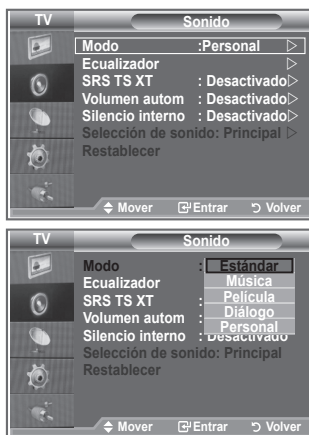 TV Sonido
Modo :Personal
Ecualizador
SRS TS XT : Desactivado
Volumen autom : Desactivado
Silencio interno : Desactivado
Selección de sonido: Principal
Restablecer
Mover Entrar Volver
TV Sonido
Modo : Estándar
Ecualizador Música
SRS TS XT : Película
Volumen autom : Diálogo
Personal
Silencio interno : Desactivado
Selección de sonido: Principal
Restablecer
Mover Entrar Volver